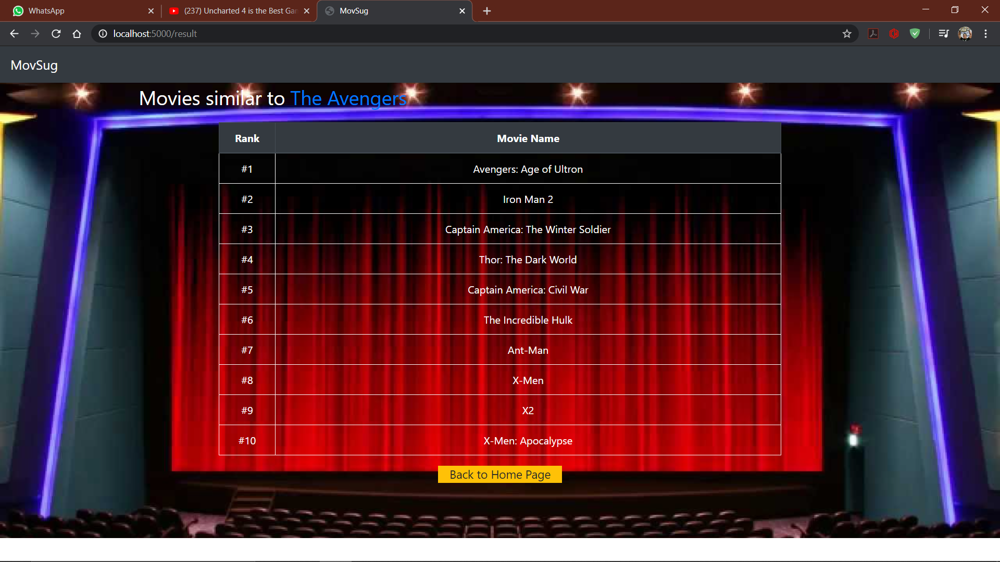 WhatsApp
(237) Uncharted 4 is the Best Gam
MovSug
localhost:5000/result
MovSug
Movies similar to The Avengers
Rank Movie Name
#1 Avengers: Age of Ultron
#2 Iron Man 2
#3 Captain America: The Winter Soldier
#4 Thor: The Dark World
#5 Captain America: Civil War
#6 The Incredible Hulk
#7 Ant-Man
#8 X-Men
#9 X2
#10 X-Men: Apocalypse
Back to Home Page